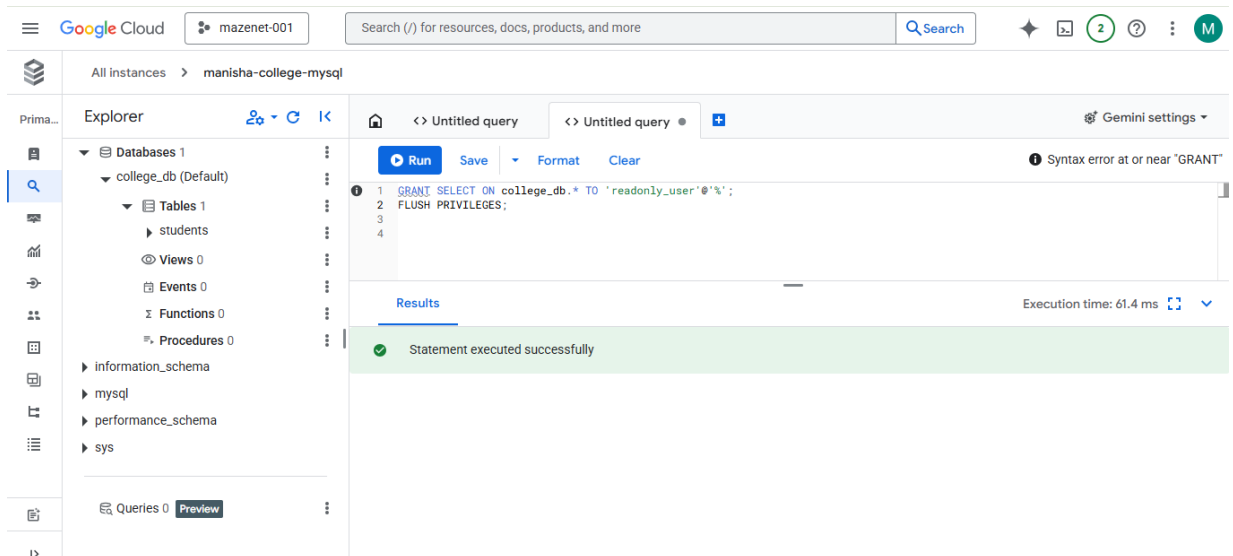 Google Cloud
mazenet-001
Search (/) for resources, docs, products, and more
Search
2
M
All instances > manisha-college-mysql
Prima...
Explorer
Databases 1
college_db (Default)
Tables 1
students
Views 0
Events 0
Functions 0
Procedures 0
information_schema
mysql
performance_schema
sys
Queries 0 Preview
<> Untitled query
<> Untitled query
Gemini settings
Run Save Format Clear
Syntax error at or near "GRANT"
1 GRANT SELECT ON college_db.* TO 'readonly_user'@'%';
2 FLUSH PRIVILEGES;
3
4
Results
Execution time: 61.4 ms
Statement executed successfully